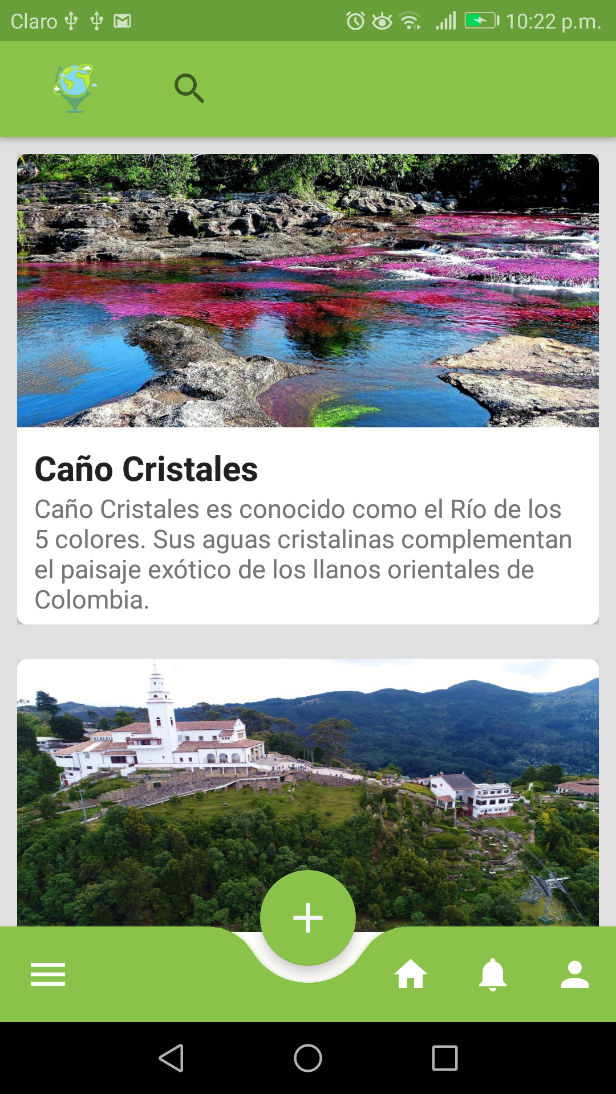 Claro 10:22 p.m.
Caño Cristales
Caño Cristales es conocido como el Río de los
5 colores. Sus aguas cristalinas complementan
el paisaje exótico de los llanos orientales de
Colombia.